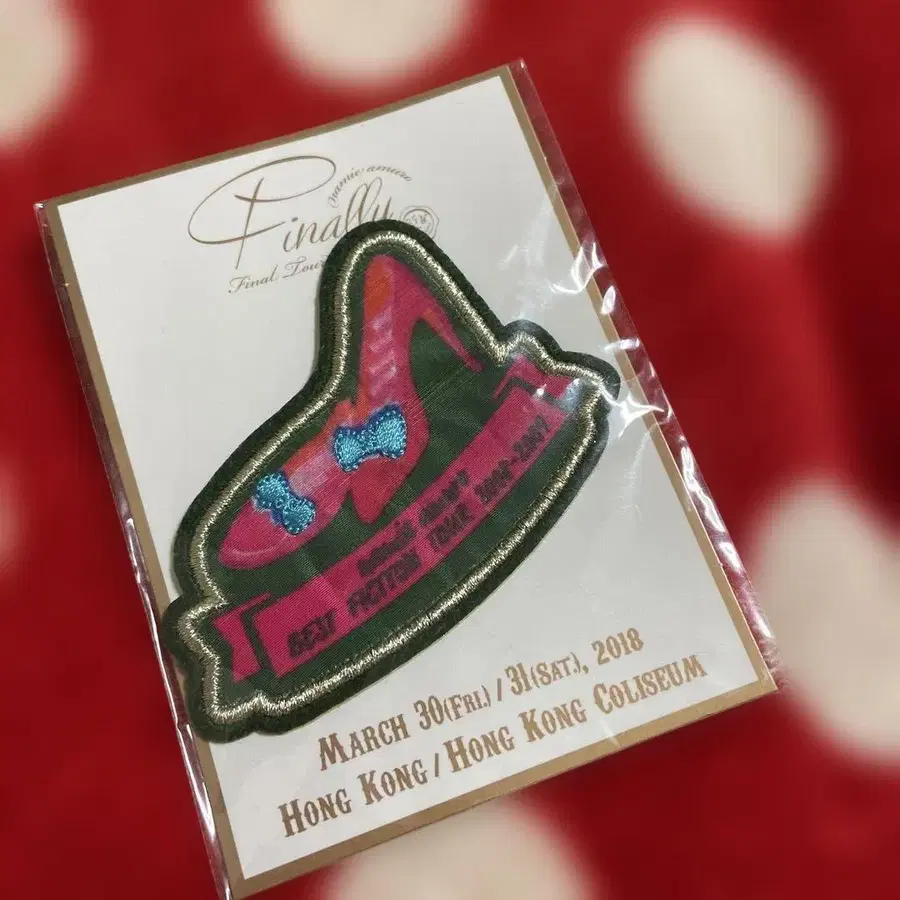 namie amuro
Finally
Final Tour
namie amuro
BEST FICTION TOUR 2008-2009
MARCH 30(FRI.) / 31(SAT.), 2018
HONG KONG / HONG KONG COLISEUM